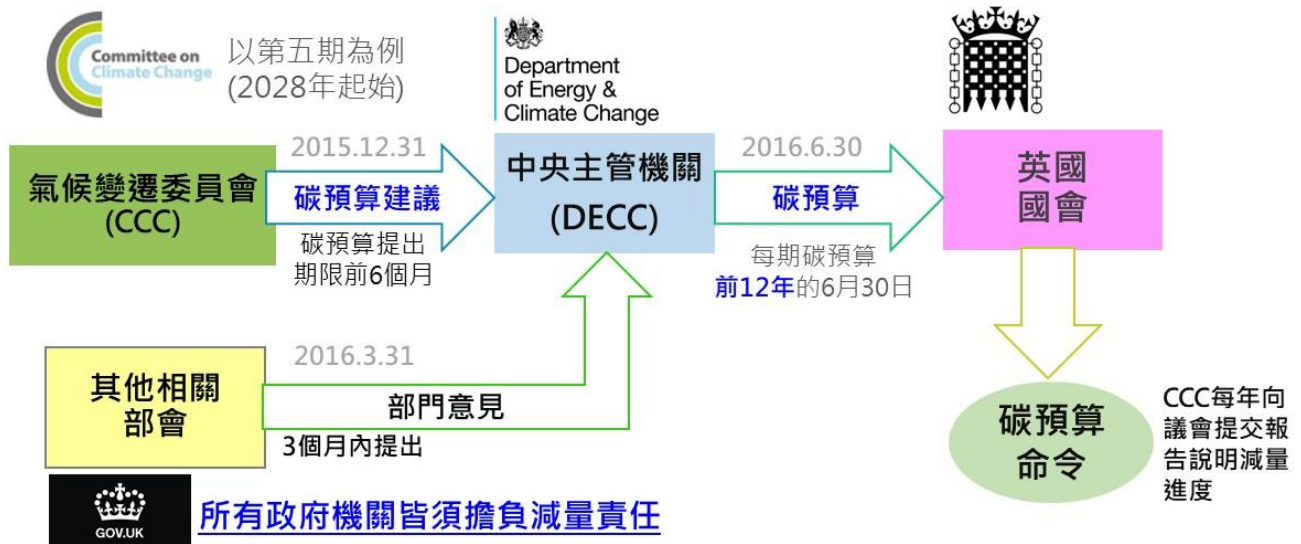 Committee on
Climate Change
以第五期為例
(2028年起始)
Department
of Energy &
Climate Change
氣候變遷委員會
(CCC)
2015.12.31
碳預算建議
碳預算提出
期限前6個月
中央主管機關
(DECC)
2016.6.30
碳預算
每期碳預算
前12年的6月30日
英國
國會
其他相關
部會
2016.3.31
部門意見
3個月內提出
碳預算
命令
CCC每年向
議會提交報
告說明減量
進度
GOV.UK
所有政府機關皆須擔負減量責任